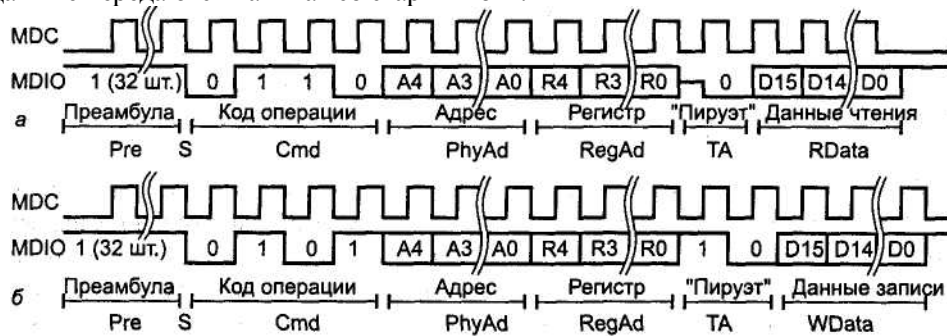 MDC
MDIO 1 (32 шт.) 0 1 1 0 A4 A3 A0 R4 R3 R0 0 D15 D14 D0
а Преамбула Код операции Адрес Регистр "Пируэт" Данные чтения
Pre S Cmd PhyAd RegAd TA RData
MDC
MDIO 1 (32 шт.) 0 1 0 1 A4 A3 A0 R4 R3 R0 1 0 D15 D14 D0
б Преамбула Код операции Адрес Регистр "Пируэт" Данные записи
Pre S Cmd PhyAd RegAd TA WData